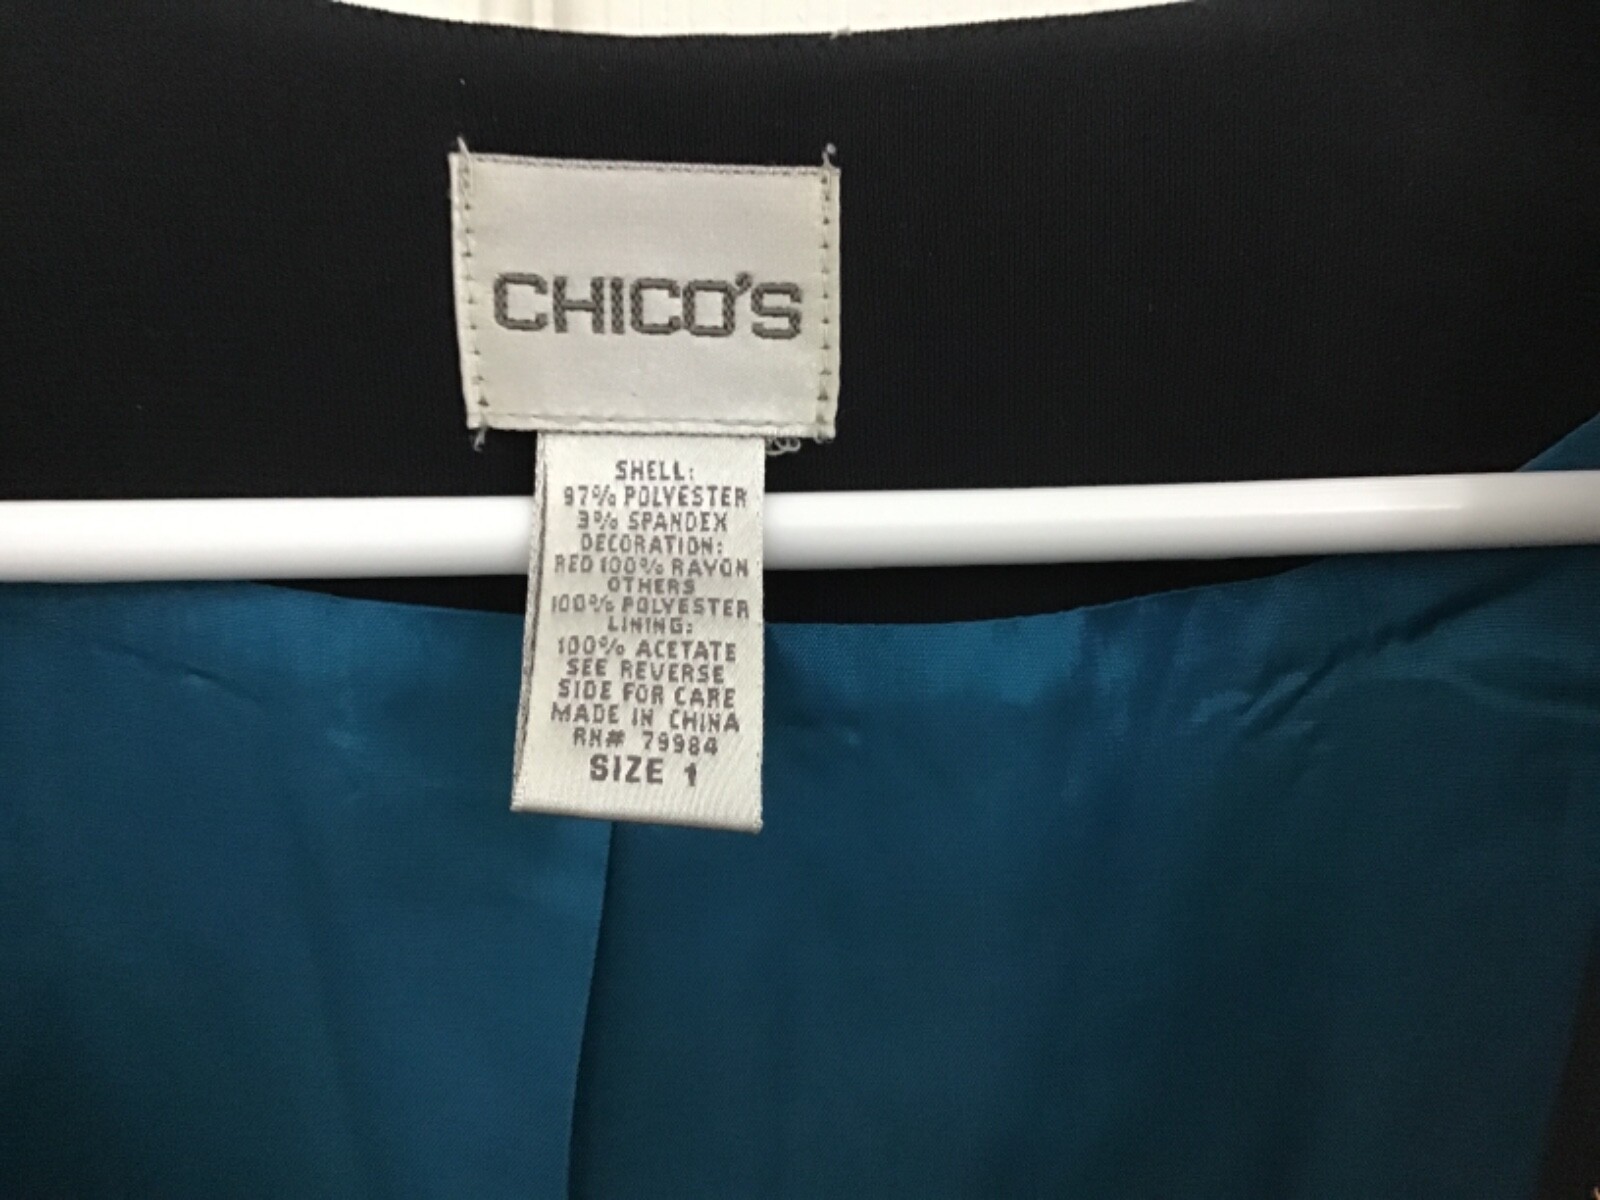 CHICO'S
SHELL:
97% POLYESTER
3% SPANDEX
DECORATION:
RED 100% RAYON
OTHERS
100% POLYESTER
LINING:
100% ACETATE
SEE REVERSE
SIDE FOR CARE
MADE IN CHINA
RN# 79984
SIZE 1